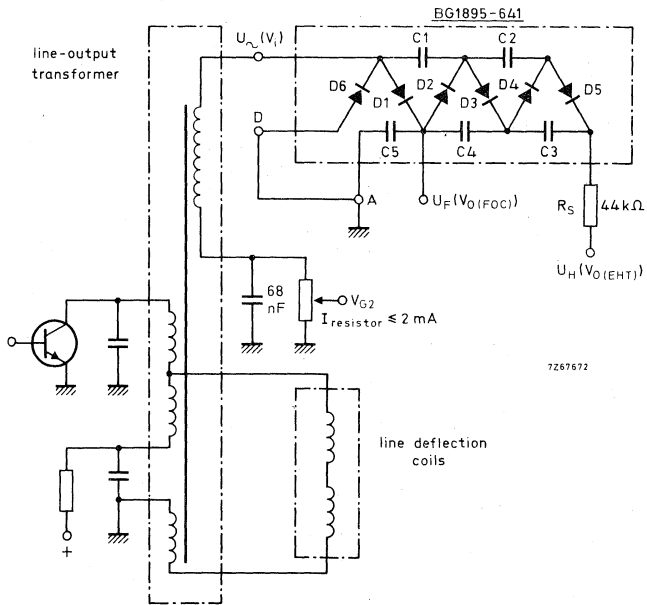 BG1895-641
U~(Vi)
C1
C2
line-output
transformer
D6
D1
D2
D3
D4
D5
D
C5
C4
C3
A
UF(VO(FOC))
RS
44kΩ
UH(VO(EHT))
68
nF
VG2
Iresistor ≤ 2 mA
7Z67672
line deflection
coils
+